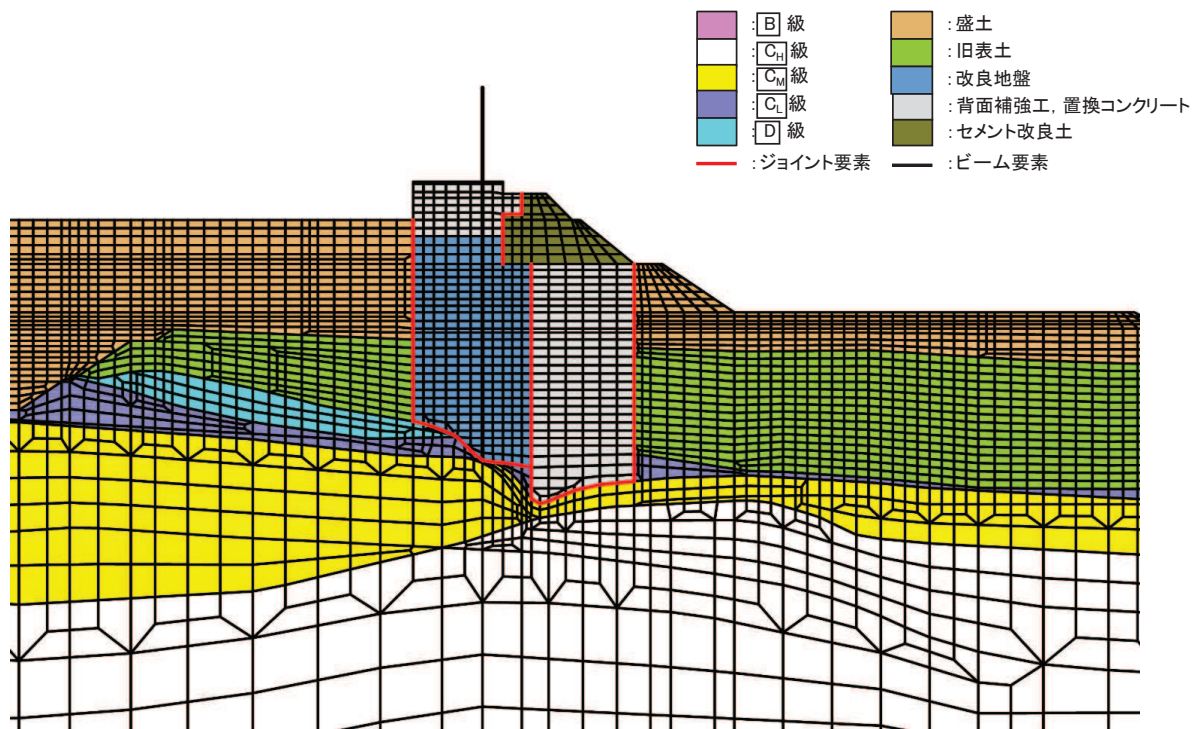 :B 級
:CH級
:CM級
:CL級
:D 級
:ジョイント要素
:盛土
:旧表土
:改良地盤
:背面補強工, 置換コンクリート
:セメント改良土
:ビーム要素